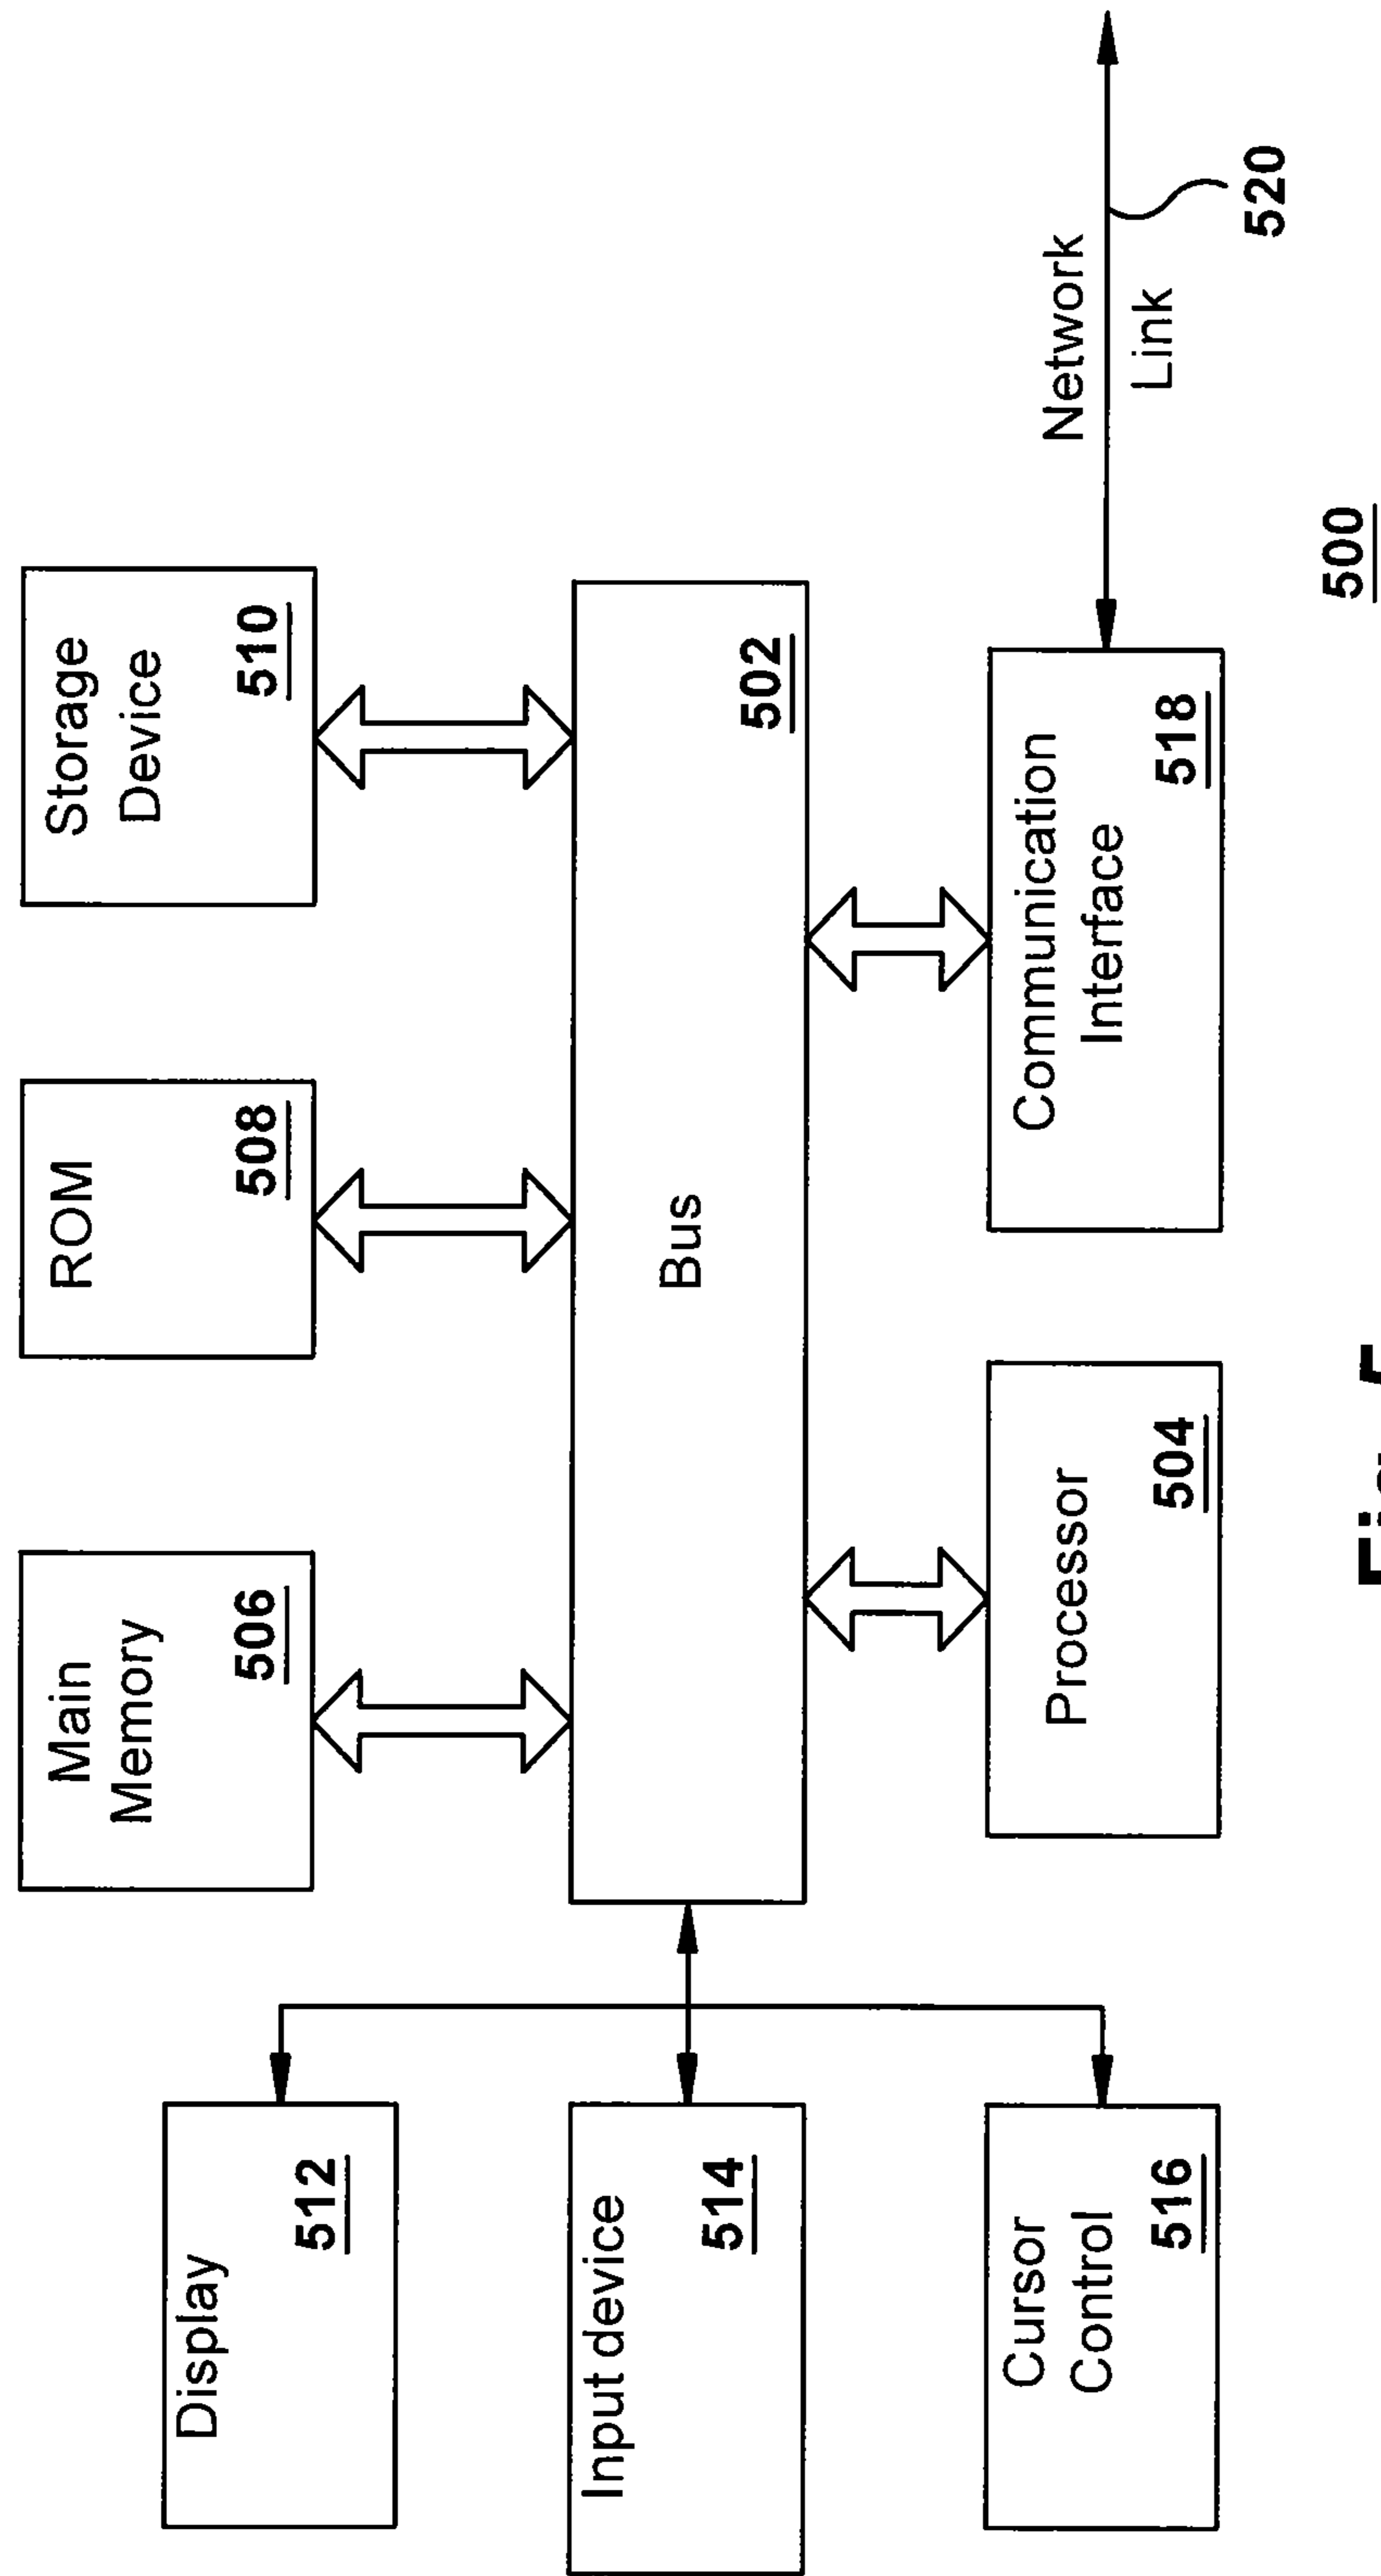 Main
Memory
506
ROM
508
Storage
Device
510
Display
512
Input device
514
Cursor
Control
516
Bus
502
Processor
504
Communication
Interface
518
Network
Link
520
500